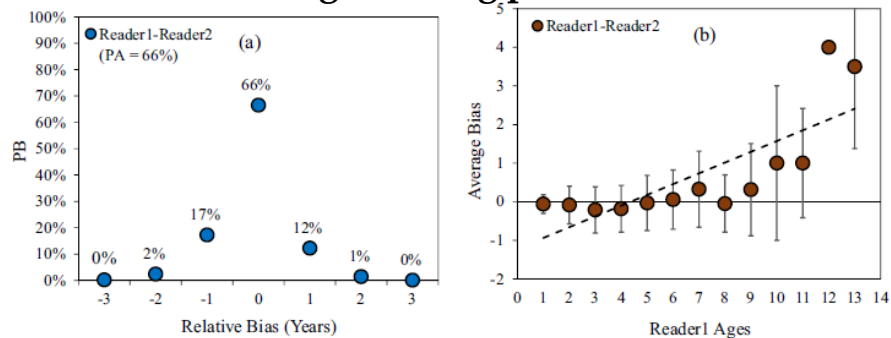 100%
90%
80%
70%
60%
50%
40%
30%
20%
10%
0%
PB
Reader1-Reader2
(PA = 66%)
(a)
0%
2%
17%
66%
12%
1%
0%
-3 -2 -1 0 1 2 3
Relative Bias (Years)
5
4
3
2
1
0
-1
-2
Average Bias
Reader1-Reader2
(b)
0 1 2 3 4 5 6 7 8 9 10 11 12 13 14
Reader1 Ages